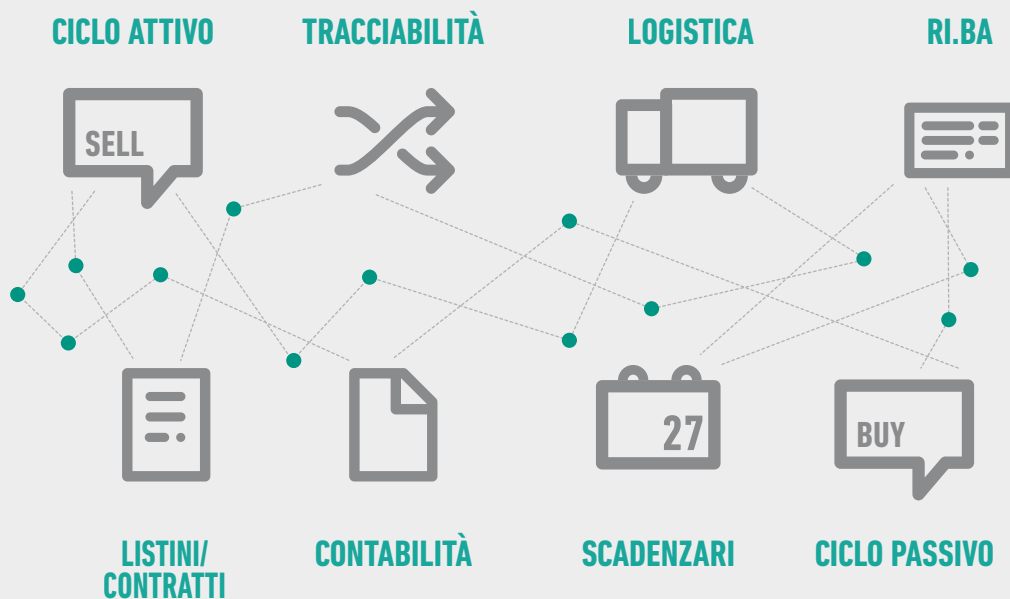 CICLO ATTIVO
TRACCIABILITÀ
LOGISTICA
RI.BA
SELL
27
BUY
LISTINI/
CONTRATTI
CONTABILITÀ
SCADENZARI
CICLO PASSIVO